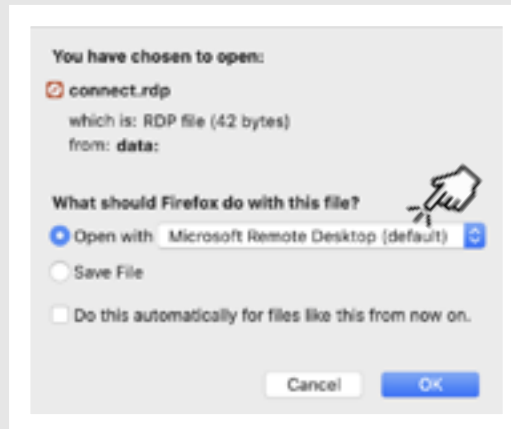 You have chosen to open:
connect.rdp
which is: RDP file (42 bytes)
from: data:
What should Firefox do with this file?
Open with Microsoft Remote Desktop (default)
Save File
Do this automatically for files like this from now on.
Cancel OK